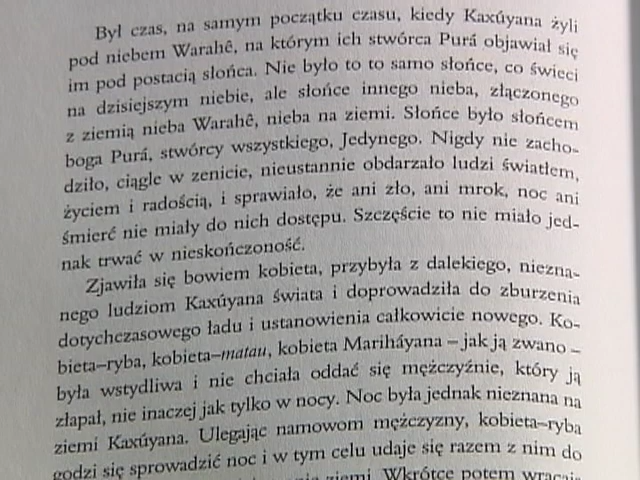 Był czas, na samym początku czasu, kiedy Kaxúyana żyli
pod niebem Warahê, na którym ich stwórca Purá objawiał się
im pod postacią słońca. Nie było to to samo słońce, co świeci
na dzisiejszym niebie, ale słońce innego nieba, złączonego
z ziemią nieba Warahê, nieba na ziemi. Słońce było słońcem
boga Purá, stwórcy wszystkiego, Jedynego. Nigdy nie zacho-
dziło, ciągle w zenicie, nieustannie obdarzało ludzi światłem,
życiem i radością, i sprawiało, że ani zło, ani mrok, noc ani
śmierć nie miały do nich dostępu. Szczęście to nie miało jed-
nak trwać w nieskończoność.
Zjawiła się bowiem kobieta, przybyła z dalekiego, niezna-
nego ludziom Kaxúyana świata i doprowadziła do zburzenia
dotychczasowego ładu i ustanowienia całkowicie nowego. Ko-
bieta–ryba, kobieta–matau, kobieta Mariháyana – jak ją zwano –
była wstydliwa i nie chciała oddać się mężczyźnie, który ją
złapał, nie inaczej jak tylko w nocy. Noc była jednak nieznana na
ziemi Kaxúyana. Ulegając namowom mężczyzny, kobieta–ryba
godzi się sprowadzić noc i w tym celu udaje się razem z nim do
ziemi. Wkrótce potem wracają